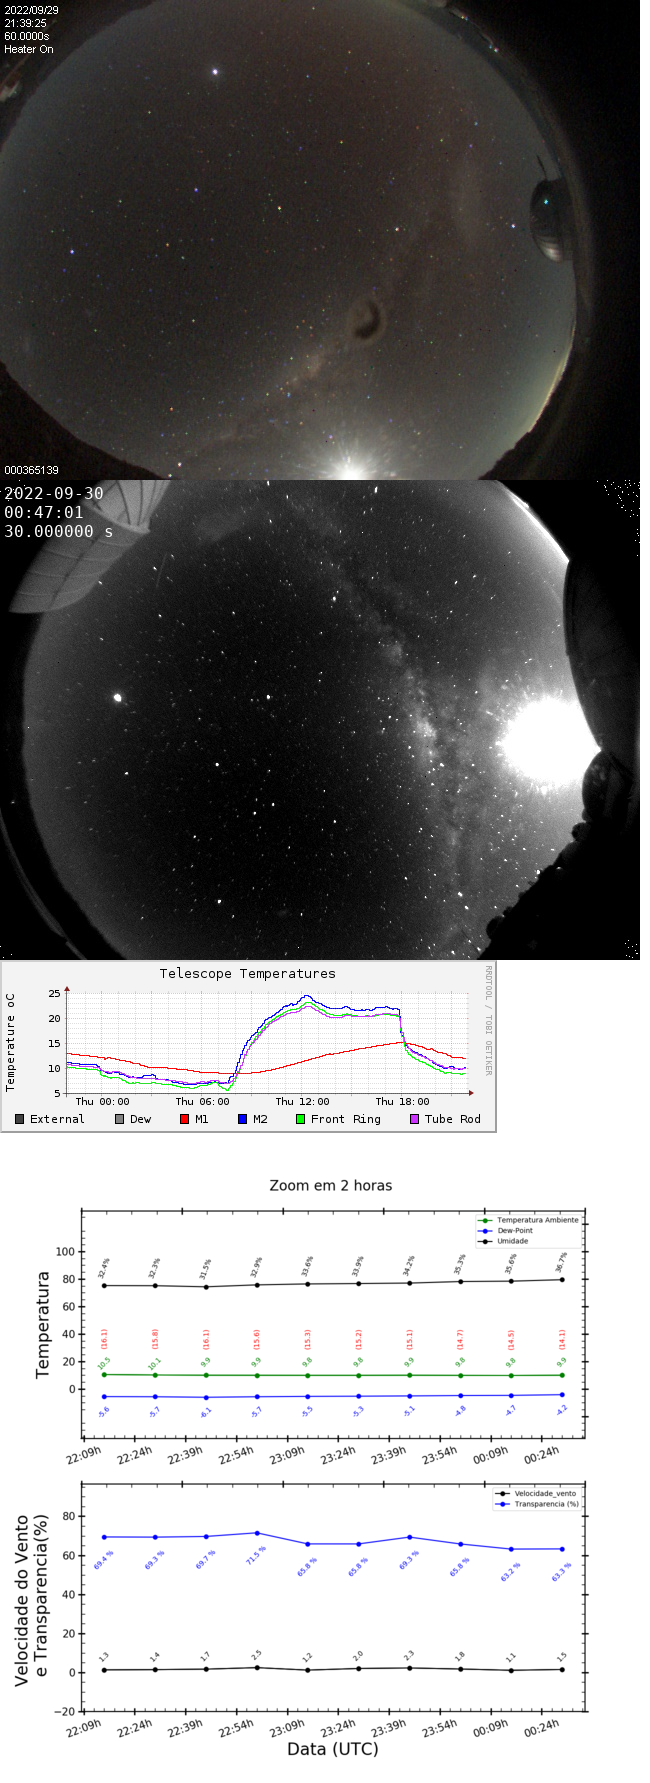 2022/09/29
21:39:25
60.0000s
Heater On
000365139
2022-09-30
00:47:01
30.000000 s
Telescope Temperatures
RRDTOOL / TOBI OETIKER
Temperature oC
25
20
15
10
5
Thu 00:00 Thu 06:00 Thu 12:00 Thu 18:00
External Dew M1 M2 Front Ring Tube Rod
Zoom em 2 horas
Temperatura Ambiente
Dew-Point
Umidade
Temperatura
100
80
60
40
20
0
32.4% 32.3% 31.5% 32.9% 33.6% 33.9% 34.2% 35.3% 35.6% 36.7%
(16.1) (15.8) (16.1) (15.6) (15.3) (15.2) (15.1) (14.7) (14.5) (14.1)
10.5 10.1 9.9 9.9 9.8 9.8 9.9 9.8 9.8 9.9
-5.6 -5.7 -6.1 -5.7 -5.5 -5.3 -5.1 -4.8 -4.7 -4.2
22:09h 22:24h 22:39h 22:54h 23:09h 23:24h 23:39h 23:54h 00:09h 00:24h
Velocidade_vento
Transparencia (%)
Velocidade do Vento
e Transparencia(%)
80
60
40
20
0
−20
69.4 % 69.3 % 69.7 % 71.5 % 65.8 % 65.8 % 69.3 % 65.8 % 63.2 % 63.3 %
1.3 1.4 1.7 2.5 1.2 2.0 2.3 1.8 1.1 1.5
22:09h 22:24h 22:39h 22:54h 23:09h 23:24h 23:39h 23:54h 00:09h 00:24h
Data (UTC)